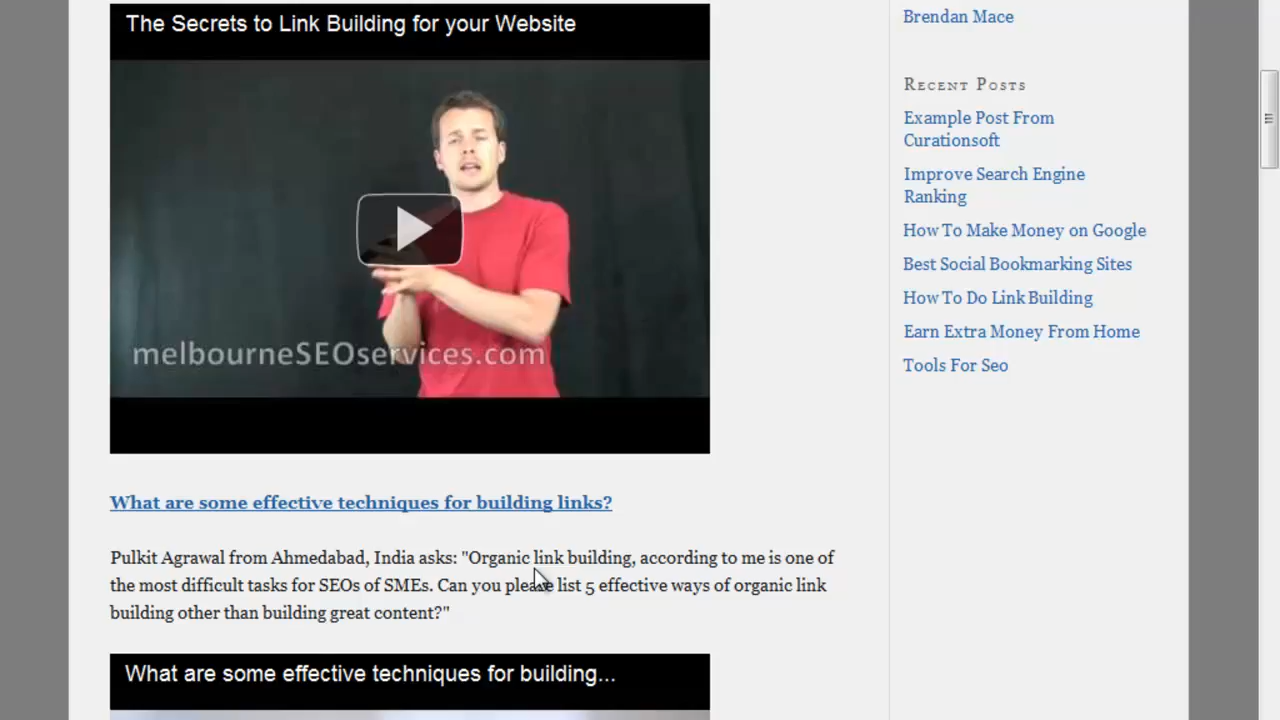 The Secrets to Link Building for your Website
melbourneSEOservices.com
What are some effective techniques for building links?
Pulkit Agrawal from Ahmedabad, India asks: "Organic link building, according to me is one of
the most difficult tasks for SEOs of SMEs. Can you please list 5 effective ways of organic link
building other than building great content?"
What are some effective techniques for building...
Brendan Mace
Recent Posts
Example Post From
Curationsoft
Improve Search Engine
Ranking
How To Make Money on Google
Best Social Bookmarking Sites
How To Do Link Building
Earn Extra Money From Home
Tools For Seo